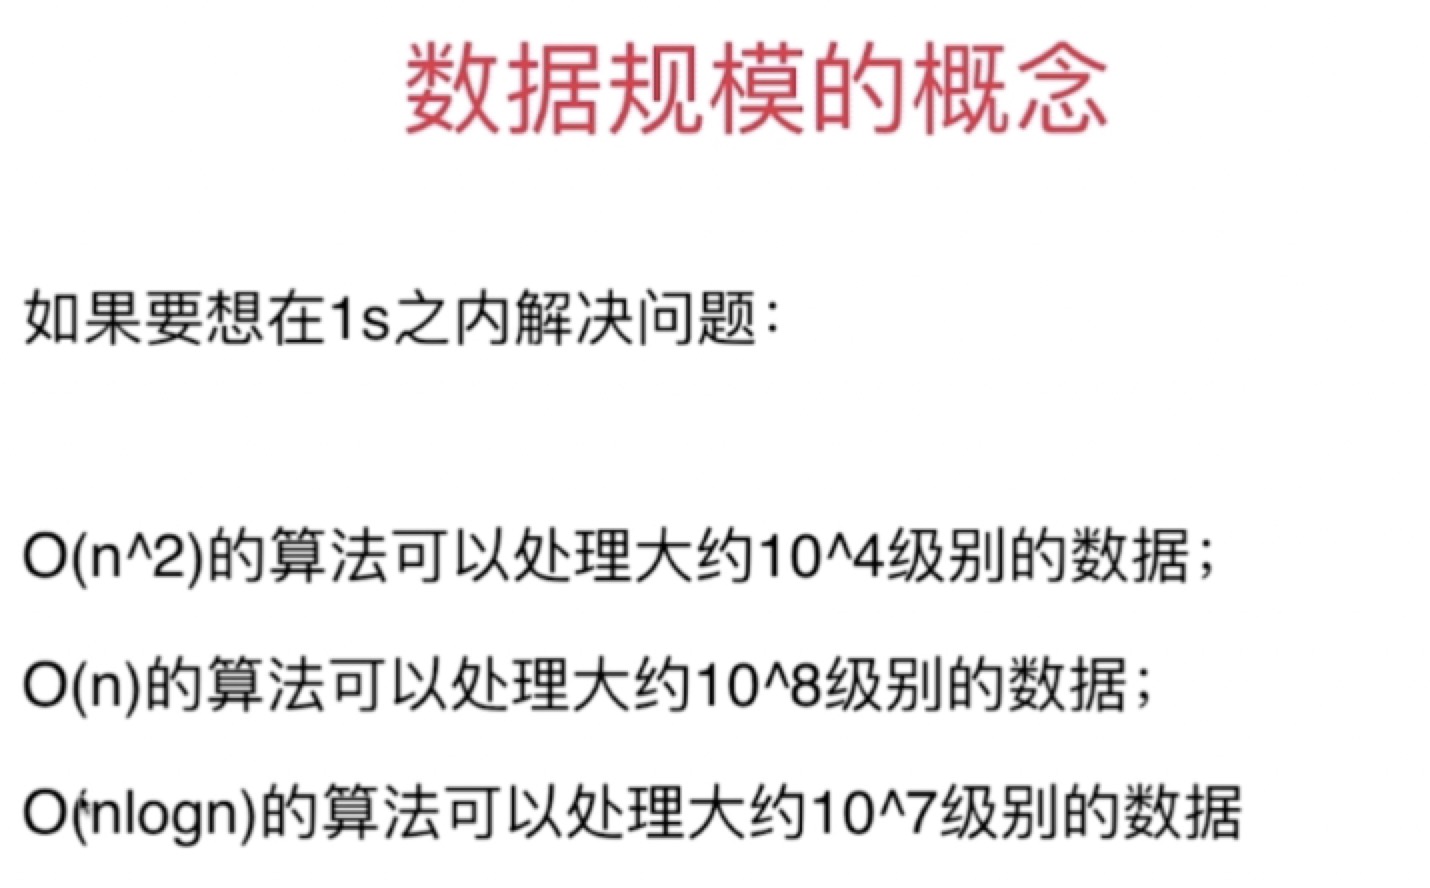 数据规模的概念
如果要想在1s之内解决问题：
O(n^2)的算法可以处理大约10^4级别的数据；
O(n)的算法可以处理大约10^8级别的数据；
O(nlogn)的算法可以处理大约10^7级别的数据